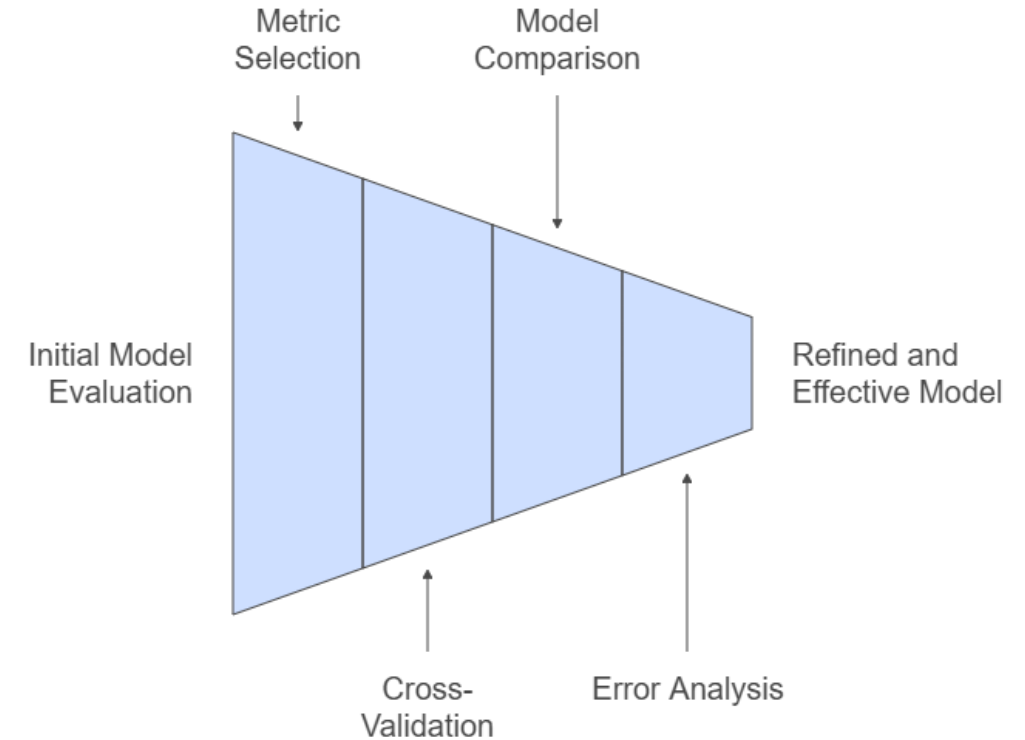 Metric
Selection
Model
Comparison
Initial Model
Evaluation
Refined and
Effective Model
Cross-
Validation
Error Analysis